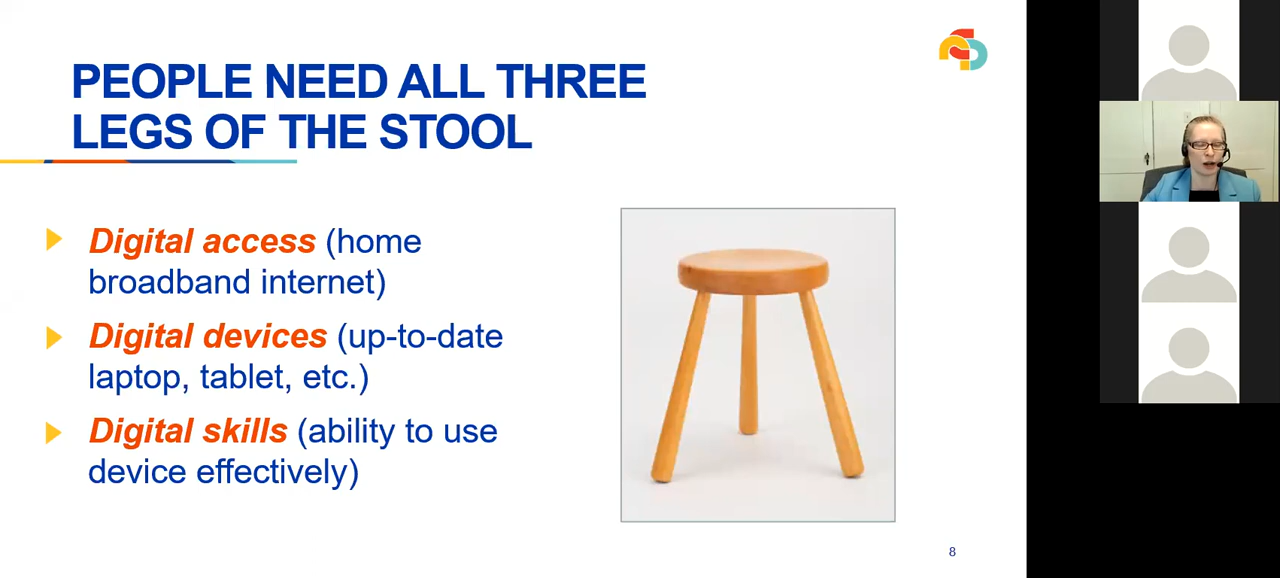 PEOPLE NEED ALL THREE
LEGS OF THE STOOL
Digital access (home
broadband internet)
Digital devices (up-to-date
laptop, tablet, etc.)
Digital skills (ability to use
device effectively)
8